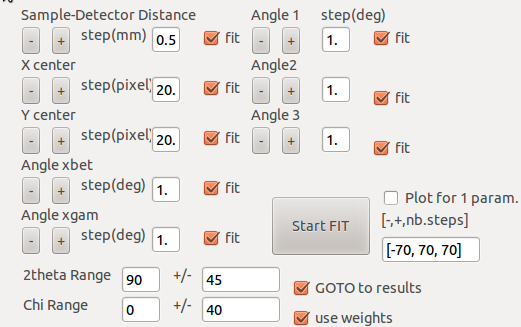 Sample-Detector Distance Angle 1 step(deg)
- + step(mm) 0.5 fit - + 1. fit
X center Angle2
- + step(pixel) 20. fit - + 1. fit
Y center Angle 3
- + step(pixel) 20. fit - + 1. fit
Angle xbet
- + step(deg) 1. fit
Angle xgam
- + step(deg) 1. fit
Start FIT
Plot for 1 param.
[-,+,nb.steps]
[-70, 70, 70]
2theta Range 90 +/- 45
GOTO to results
Chi Range 0 +/- 40
use weights